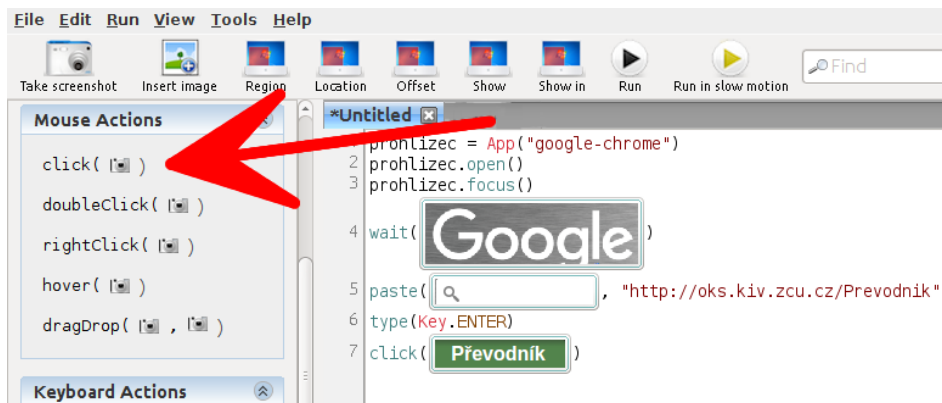 File Edit Run View Tools Help
Take screenshot Insert image Region Location Offset Show Show in Run Run in slow motion Find
Mouse Actions
*Untitled
click( )
doubleClick( )
rightClick( )
hover( )
dragDrop( , )
Keyboard Actions
1 prohlizec = App("google-chrome")
2 prohlizec.open()
3 prohlizec.focus()
4 wait( Google )
5 paste( , "http://oks.kiv.zcu.cz/Prevodnik"
6 type(Key.ENTER)
7 click( Převodník )